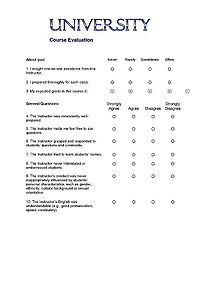 UNIVERSITY
Course Evaluation
About you: Never Rarely Sometimes Often
1. I sought one-on-one assistance from this
instructor.
2. I prepared thoroughly for each class.
3. My expected grade in this course is:
General Questions: Strongly Agree Agree Disagree Strongly Disagree
4. The instructor was consistently well-
prepared.
5. The instructor made me feel free to ask
questions.
6. The instructor grasped and responded to
students' questions and comments.
7. The instructor tried to learn students' names.
8. The instructor never intimidated or
embarrassed students.
9. The instructor's conduct was never
inappropriately influenced by students'
personal characteristics, such as gender,
ethnicity, cultural background or sexual
orientation.
10. The instructor's English was
understandable (e.g., good pronunciation,
speed, vocabulary).